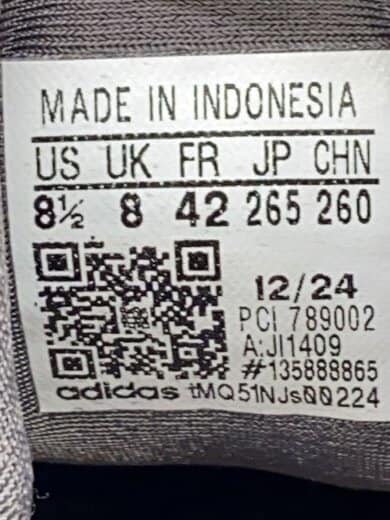 MADE IN INDONESIA
US UK FR JP CHN
8½ 8 42 265 260
12/24
PCI 789002
A:JI1409
#135888865
adidas tMQ51NJs00224